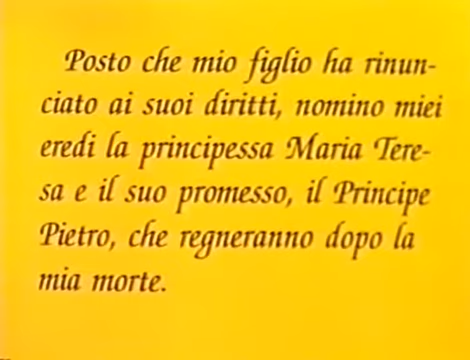 Posto che mio figlio ha rinun-
ciato ai suoi diritti, nomino miei
eredi la principessa Maria Tere-
sa e il suo promesso, il Principe
Pietro, che regneranno dopo la
mia morte.